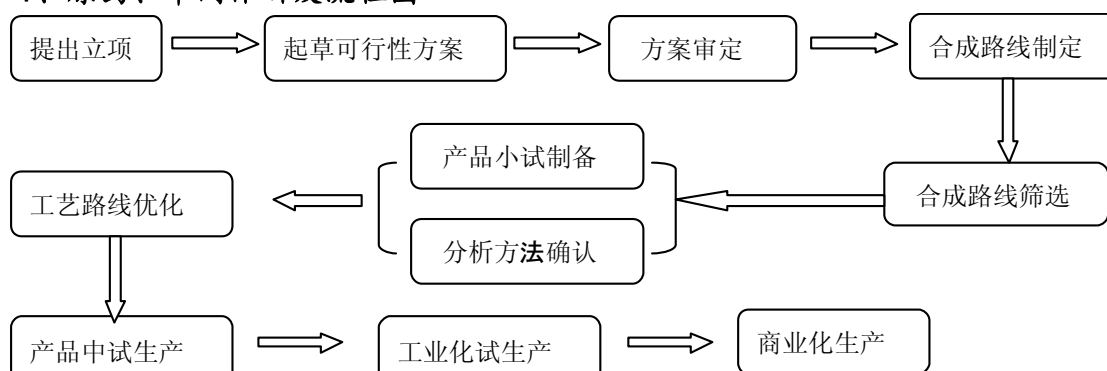 提出立项
起草可行性方案
方案审定
合成路线制定
产品小试制备
工艺路线优化
合成路线筛选
分析方法确认
产品中试生产
工业化试生产
商业化生产